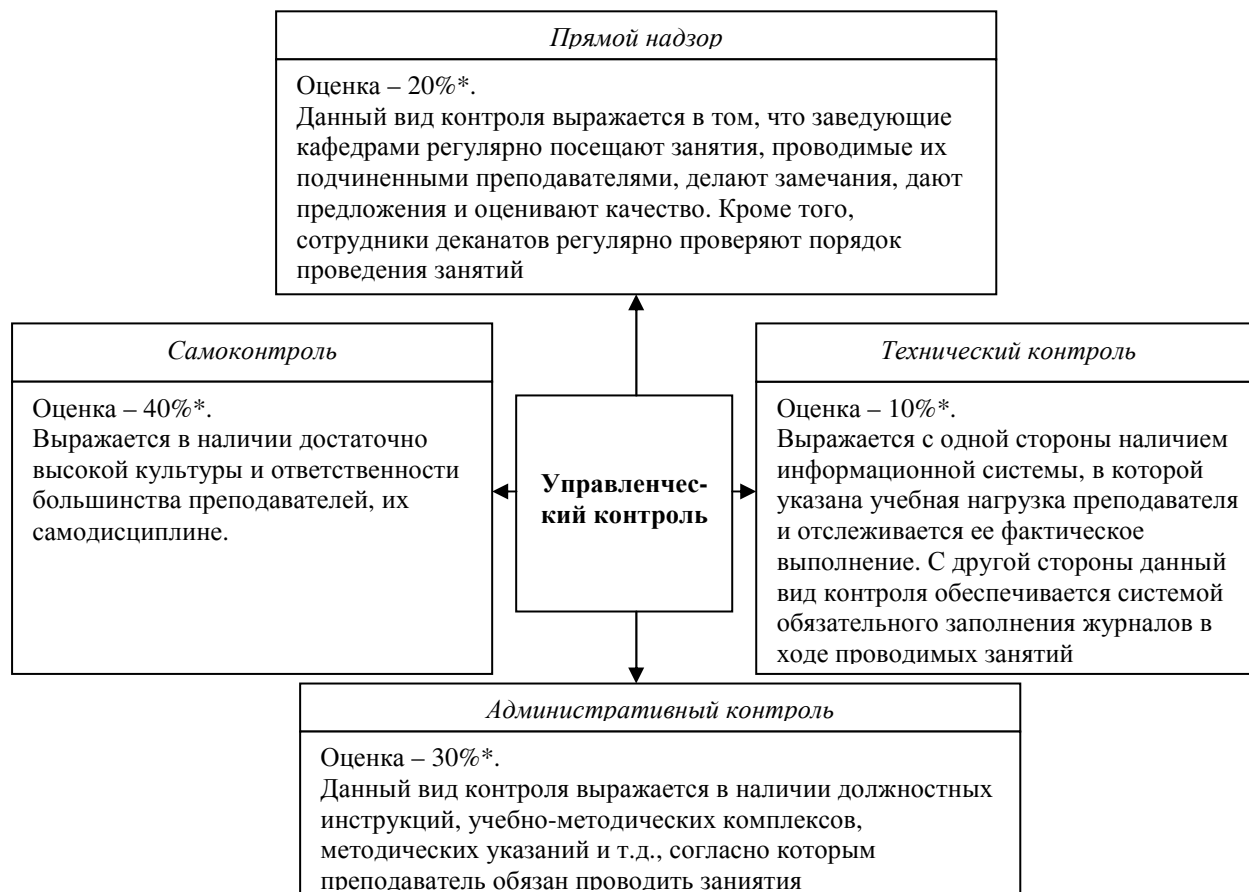 Прямой надзор
Оценка – 20%*.
Данный вид контроля выражается в том, что заведующие
кафедрами регулярно посещают занятия, проводимые их
подчиненными преподавателями, делают замечания, дают
предложения и оценивают качество. Кроме того,
сотрудники деканатов регулярно проверяют порядок
проведения занятий
Самоконтроль
Оценка – 40%*.
Выражается в наличии достаточно
высокой культуры и ответственности
большинства преподавателей, их
самодисциплине.
Управленчес-
кий контроль
Технический контроль
Оценка – 10%*.
Выражается с одной стороны наличием
информационной системы, в которой
указана учебная нагрузка преподавателя
и отслеживается ее фактическое
выполнение. С другой стороны данный
вид контроля обеспечивается системой
обязательного заполнения журналов в
ходе проводимых занятий
Административный контроль
Оценка – 30%*.
Данный вид контроля выражается в наличии должностных
инструкций, учебно-методических комплексов,
методических указаний и т.д., согласно которым
преподаватель обязан проводить заниятия